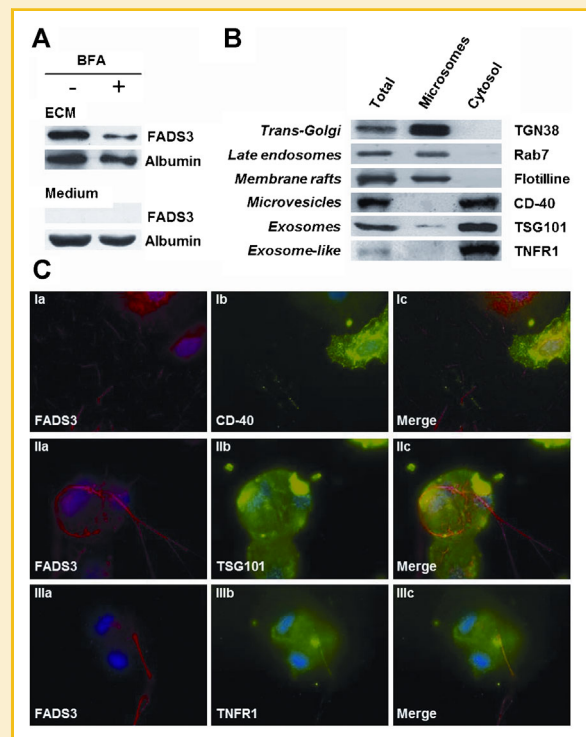 A
BFA
- +
ECM
FADS3
Albumin
Medium
FADS3
Albumin
B
Total Microsomes Cytosol
Trans-Golgi TGN38
Late endosomes Rab7
Membrane rafts Flotilline
Microvesicles CD-40
Exosomes TSG101
Exosome-like TNFR1
C
Ia Ib Ic
FADS3 CD-40 Merge
IIa IIb IIc
FADS3 TSG101 Merge
IIIa IIIb IIIc
FADS3 TNFR1 Merge